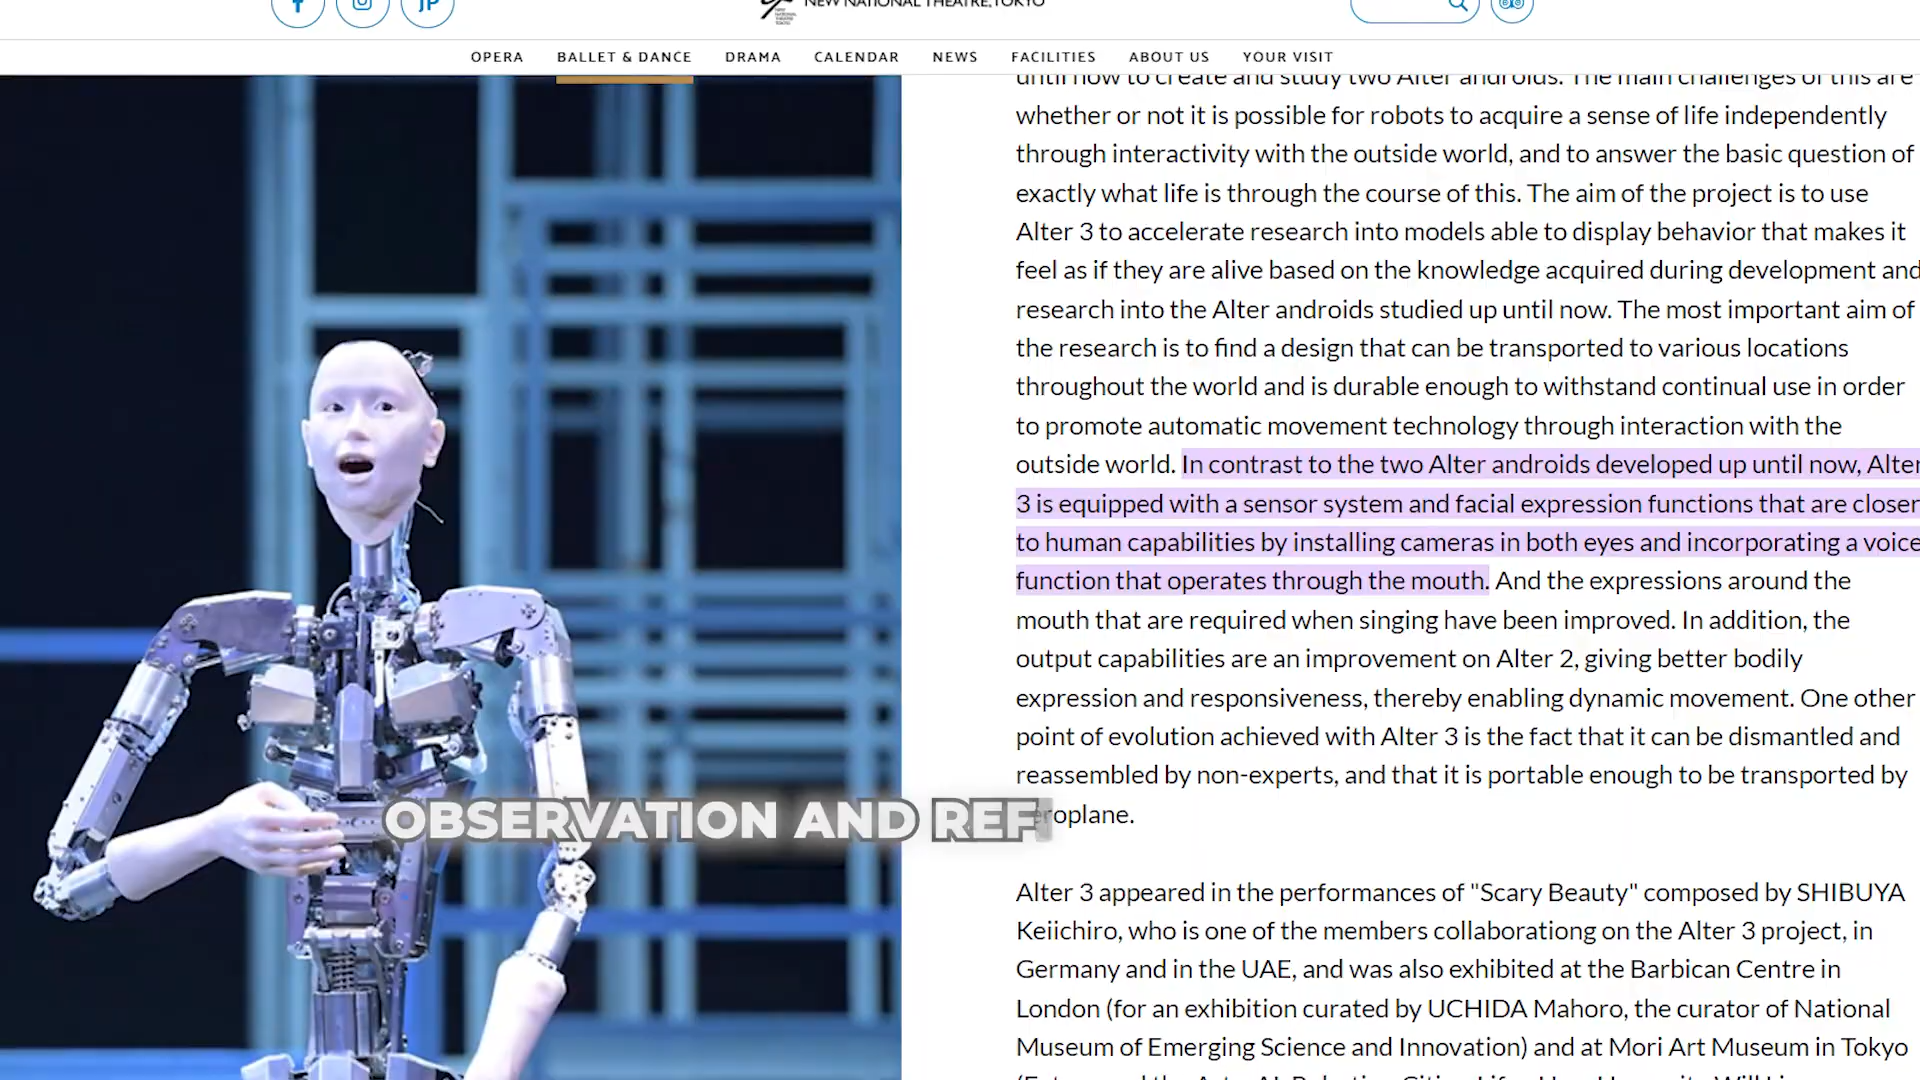 JP
NEW NATIONAL THEATRE, TOKYO
OPERA BALLET & DANCE DRAMA CALENDAR NEWS FACILITIES ABOUT US YOUR VISIT
until now to create and study two Alter androids. The main challenges of this are
whether or not it is possible for robots to acquire a sense of life independently
through interactivity with the outside world, and to answer the basic question of
exactly what life is through the course of this. The aim of the project is to use
Alter 3 to accelerate research into models able to display behavior that makes it
feel as if they are alive based on the knowledge acquired during development and
research into the Alter androids studied up until now. The most important aim of
the research is to find a design that can be transported to various locations
throughout the world and is durable enough to withstand continual use in order
to promote automatic movement technology through interaction with the
outside world. In contrast to the two Alter androids developed up until now, Alter
3 is equipped with a sensor system and facial expression functions that are closer
to human capabilities by installing cameras in both eyes and incorporating a voice
function that operates through the mouth. And the expressions around the
mouth that are required when singing have been improved. In addition, the
output capabilities are an improvement on Alter 2, giving better bodily
expression and responsiveness, thereby enabling dynamic movement. One other
point of evolution achieved with Alter 3 is the fact that it can be dismantled and
reassembled by non-experts, and that it is portable enough to be transported by
eroplane.
OBSERVATION AND REF
Alter 3 appeared in the performances of "Scary Beauty" composed by SHIBUYA
Keiichiro, who is one of the members collaborationg on the Alter 3 project, in
Germany and in the UAE, and was also exhibited at the Barbican Centre in
London (for an exhibition curated by UCHIDA Mahoro, the curator of National
Museum of Emerging Science and Innovation) and at Mori Art Museum in Tokyo